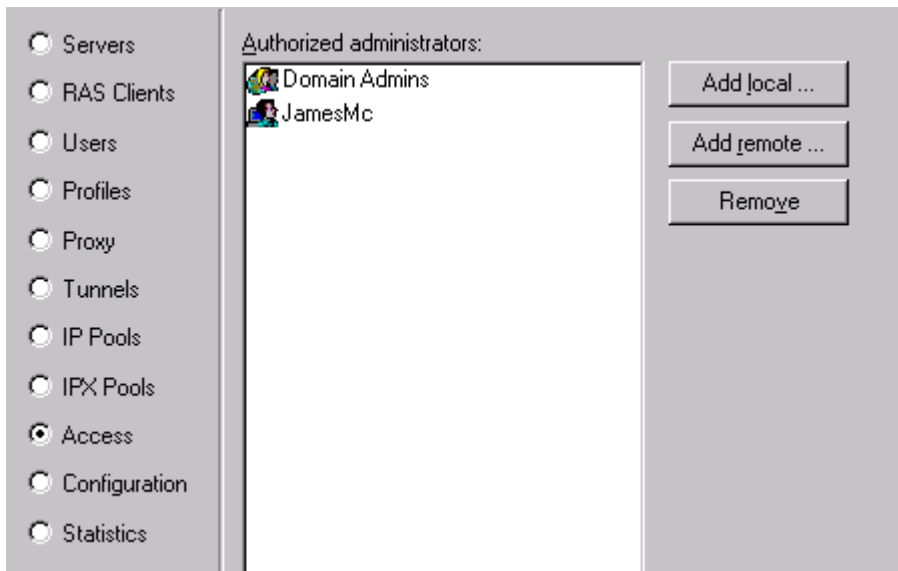 Servers
RAS Clients
Users
Profiles
Proxy
Tunnels
IP Pools
IPX Pools
Access
Configuration
Statistics
Authorized administrators:
Domain Admins
JamesMc
Add local ...
Add remote ...
Remove